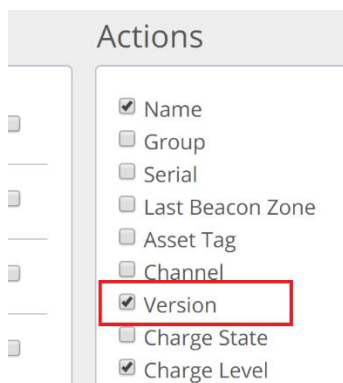 Actions
Name
Group
Serial
Last Beacon Zone
Asset Tag
Channel
Version
Charge State
Charge Level